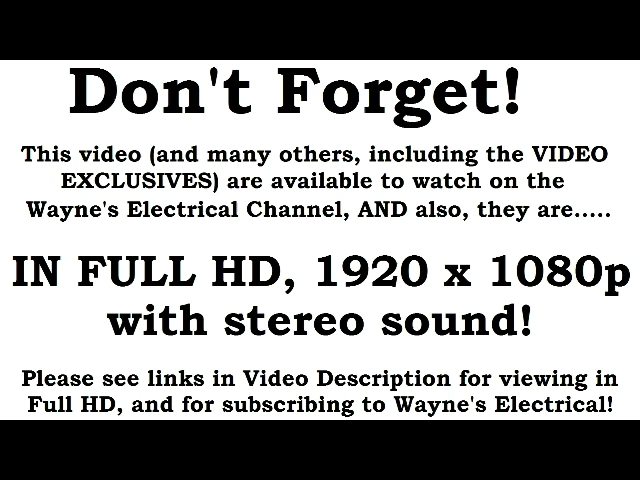 Don't Forget!
This video (and many others, including the VIDEO
EXCLUSIVES) are available to watch on the
Wayne's Electrical Channel, AND also, they are.....
IN FULL HD, 1920 x 1080p
with stereo sound!
Please see links in Video Description for viewing in
Full HD, and for subscribing to Wayne's Electrical!